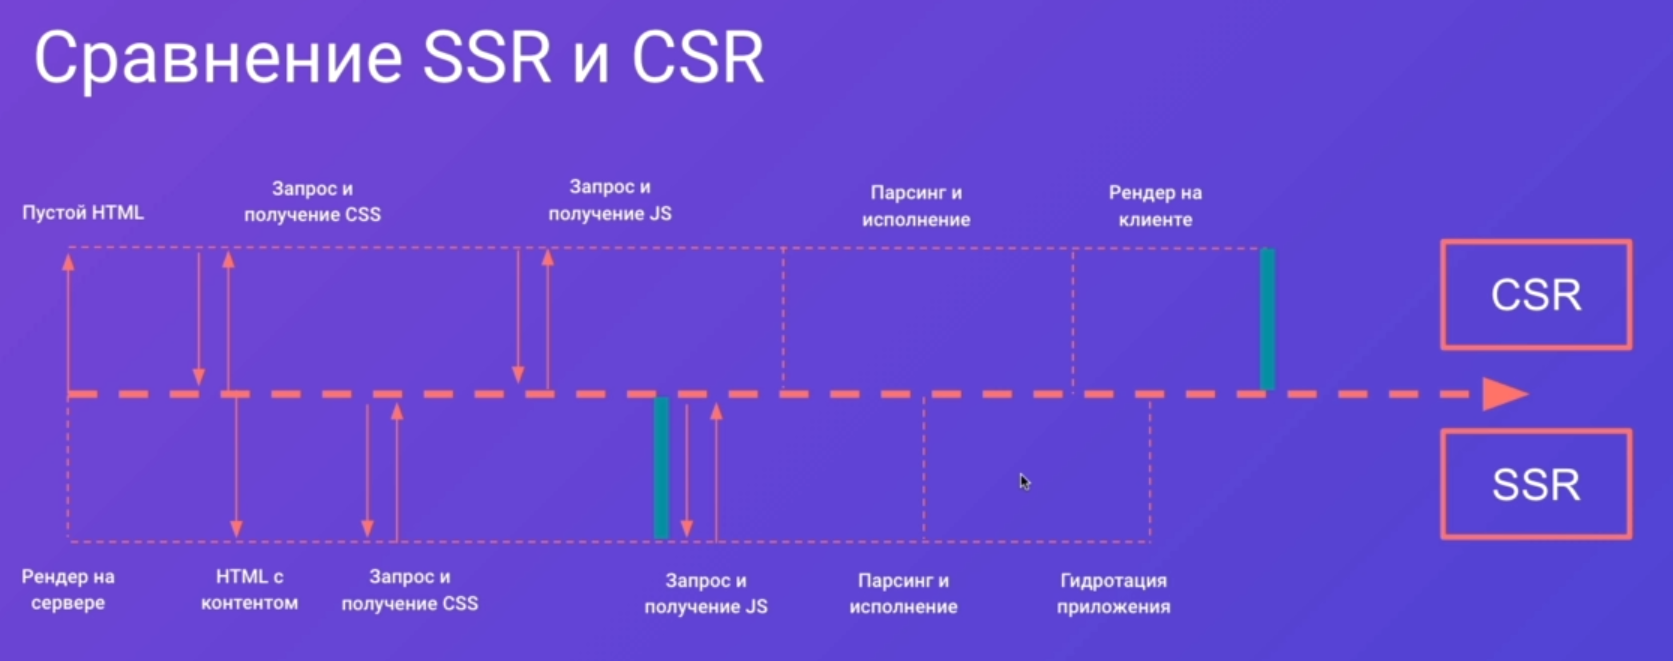 Сравнение SSR и CSR
Пустой HTML
Запрос и
получение CSS
Запрос и
получение JS
Парсинг и
исполнение
Рендер на
клиенте
CSR
SSR
Рендер на
сервере
HTML с
контентом
Запрос и
получение CSS
Запрос и
получение JS
Парсинг и
исполнение
Гидротация
приложения